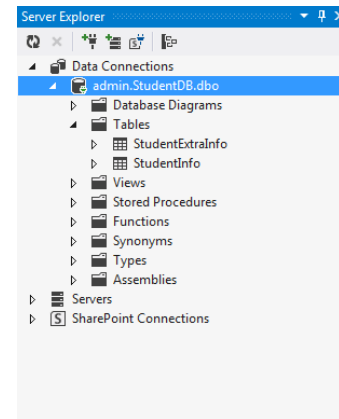 Server Explorer
Data Connections
admin.StudentDB.dbo
Database Diagrams
Tables
StudentExtraInfo
StudentInfo
Views
Stored Procedures
Functions
Synonyms
Types
Assemblies
Servers
S SharePoint Connections